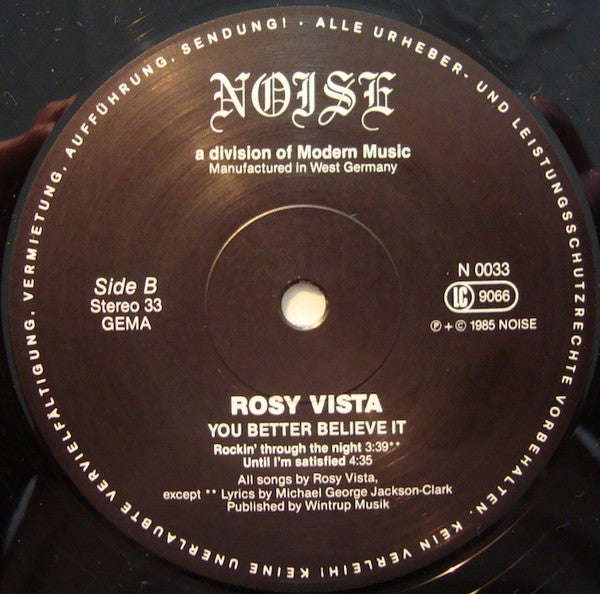 ALLE URHEBER- UND LEISTUNGSSCHUTZRECHTE VORBEHALTEN. KEIN VERLEIH! KEINE UNERLAUBTE VERVIELFÄLTIGUNG, VERMIETUNG, AUFFÜHRUNG, SENDUNG! ·
NOISE
a division of Modern Music
Manufactured in West Germany
Side B
Stereo 33
GEMA
N 0033
LC 9066
℗ + © 1985 NOISE
ROSY VISTA
YOU BETTER BELIEVE IT
Rockin' through the night 3:39**
Until I'm satisfied 4:35
All songs by Rosy Vista,
except ** Lyrics by Michael George Jackson-Clark
Published by Wintrup Musik